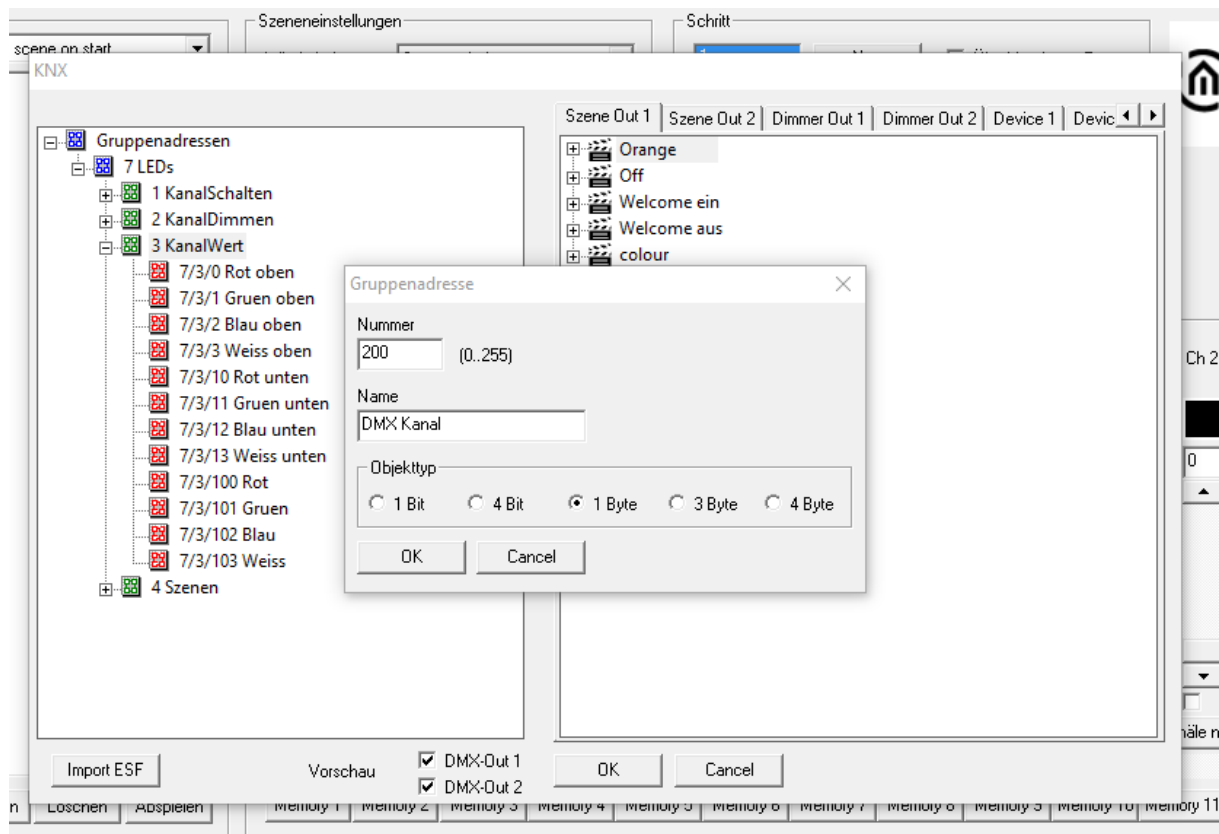 Szeneneinstellungen
Schritt
scene on start
KNX
Szene Out 1 Szene Out 2 Dimmer Out 1 Dimmer Out 2 Device 1 Devic
Gruppenadressen
7 LEDs
1 KanalSchalten
2 KanalDimmen
3 KanalWert
7/3/0 Rot oben
7/3/1 Gruen oben
7/3/2 Blau oben
7/3/3 Weiss oben
7/3/10 Rot unten
7/3/11 Gruen unten
7/3/12 Blau unten
7/3/13 Weiss unten
7/3/100 Rot
7/3/101 Gruen
7/3/102 Blau
7/3/103 Weiss
4 Szenen
Orange
Off
Welcome ein
Welcome aus
colour
Gruppenadresse
Nummer
200 (0..255)
Name
DMX Kanal
Objekttyp
1 Bit 4 Bit 1 Byte 3 Byte 4 Byte
OK Cancel
Ch 2
0
Import ESF
Vorschau
DMX-Out 1
DMX-Out 2
OK Cancel
Löschen Abspielen Memory 1 Memory 2 Memory 3 Memory 4 Memory 5 Memory 6 Memory 7 Memory 8 Memory 9 Memory 10 Memory 11